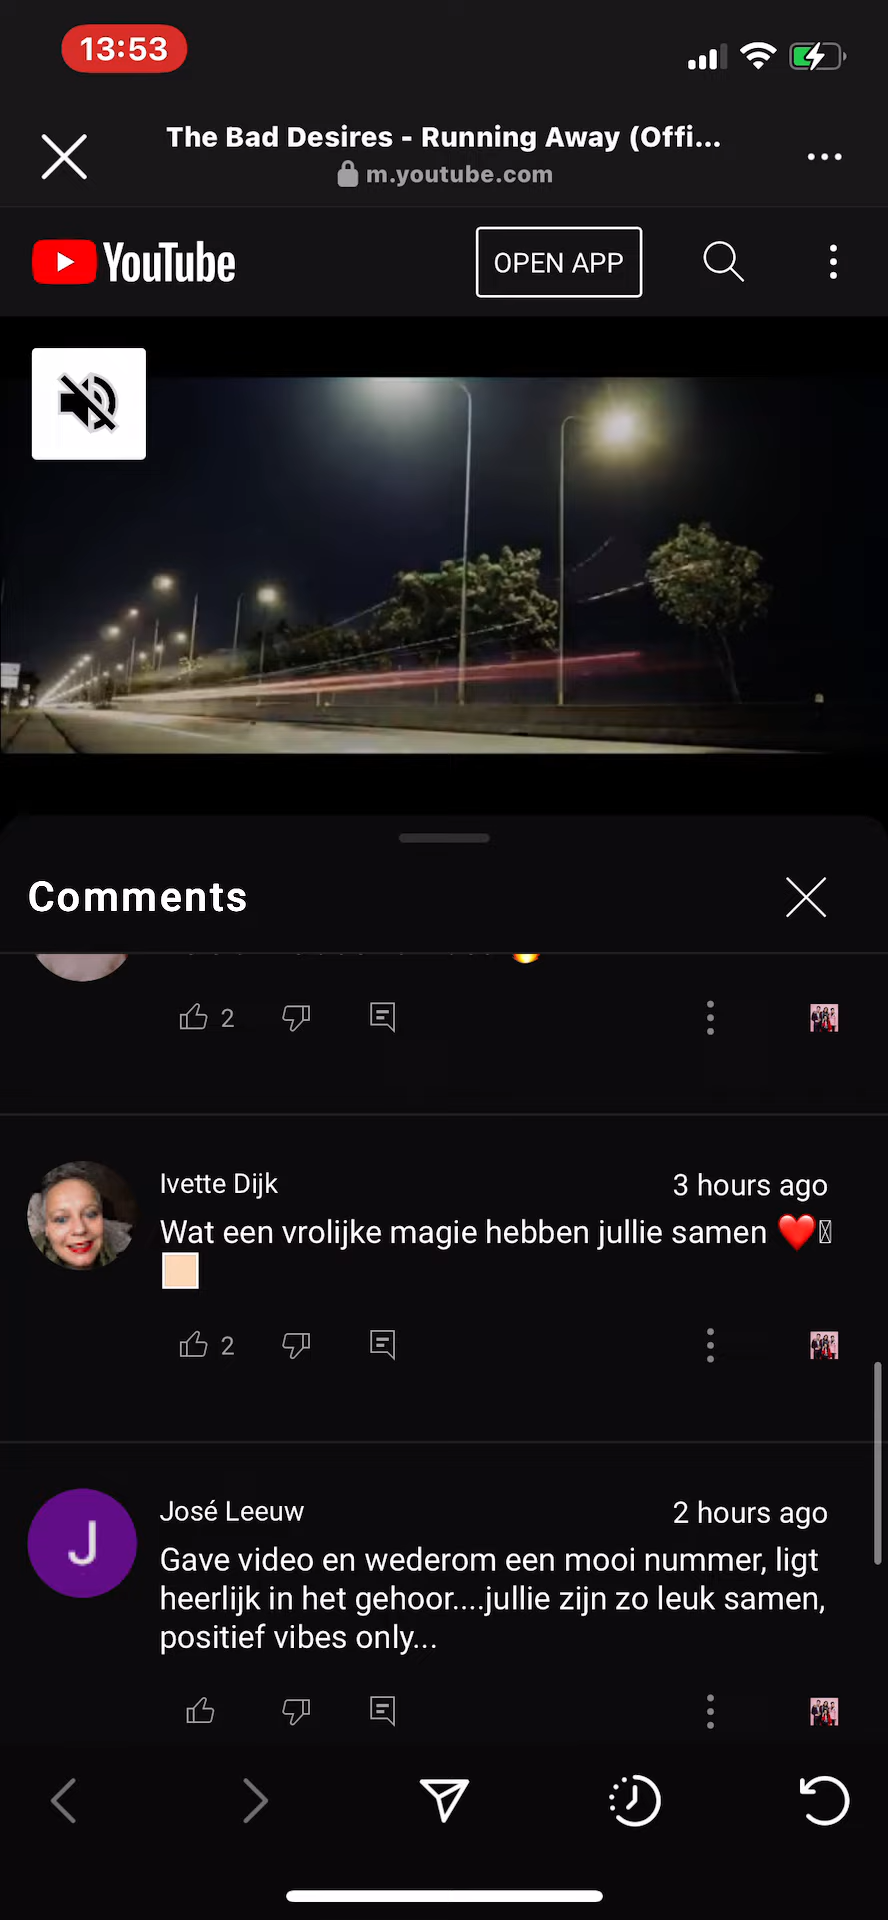 13:53
The Bad Desires - Running Away (Offi...
m.youtube.com
YouTube
OPEN APP
Comments
2
Ivette Dijk
3 hours ago
Wat een vrolijke magie hebben jullie samen ❤️
2
J
José Leeuw
2 hours ago
Gave video en wederom een mooi nummer, ligt
heerlijk in het gehoor....jullie zijn zo leuk samen,
positief vibes only...